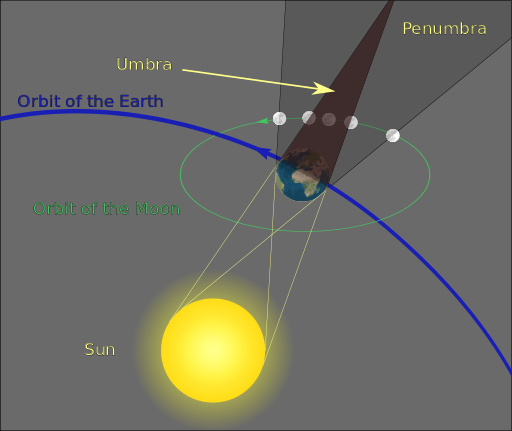 Penumbra
Umbra
Orbit of the Earth
Orbit of the Moon
Sun